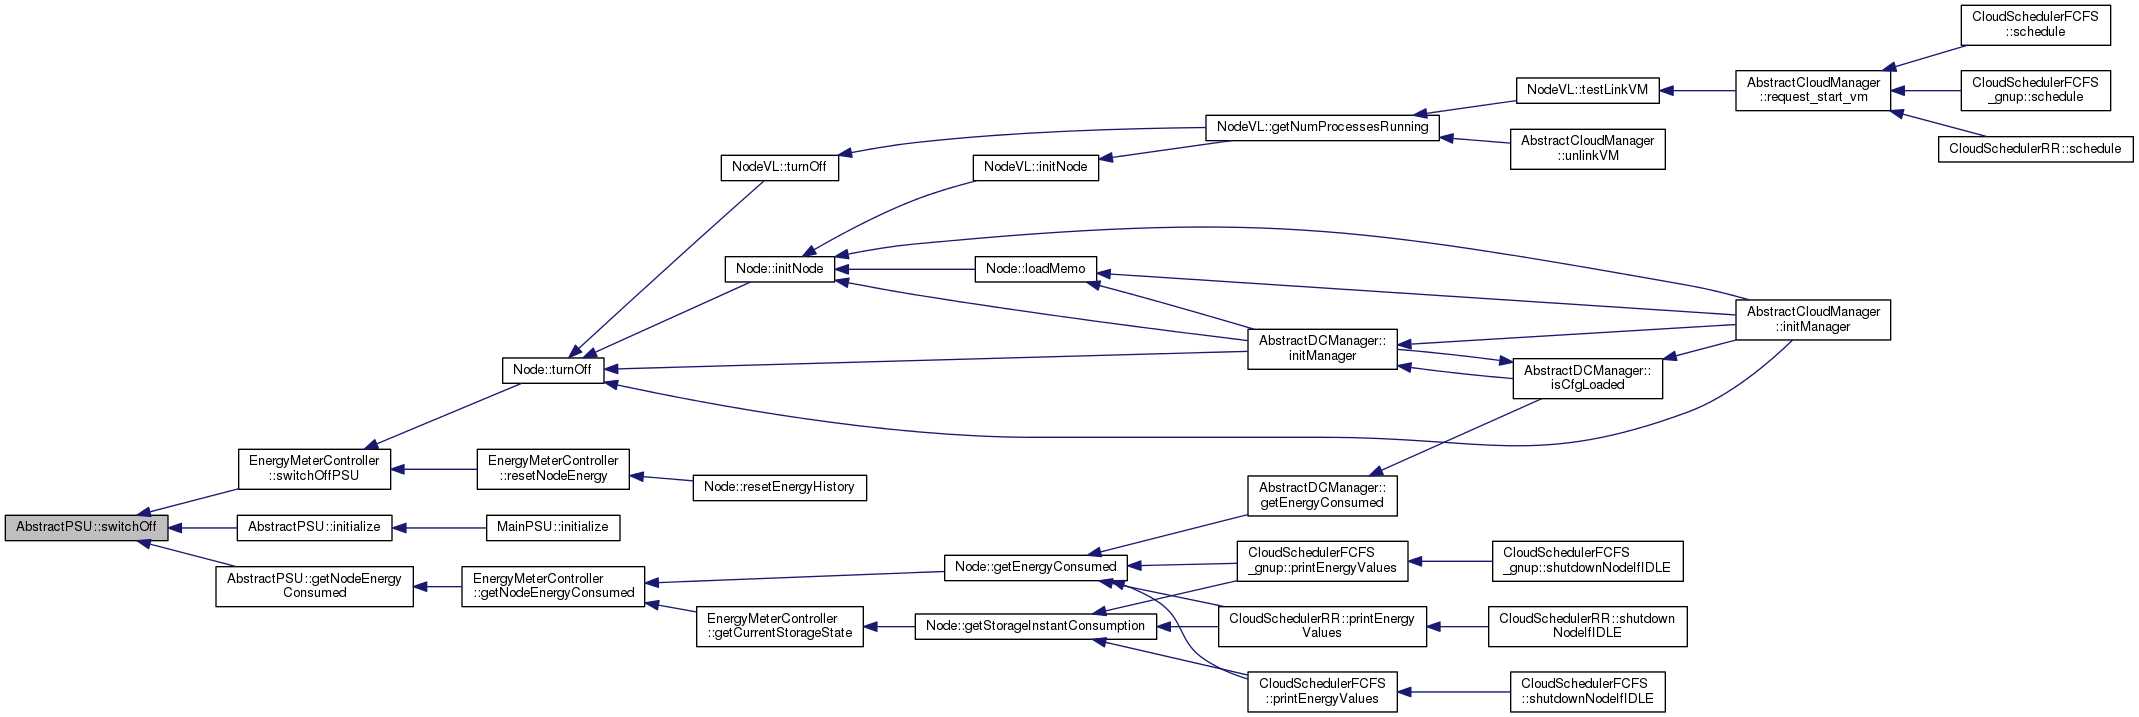 CloudSchedulerFCFS
::schedule
CloudSchedulerFCFS
_gnup::schedule
CloudSchedulerRR::schedule
AbstractCloudManager
::request_start_vm
NodeVL::testLinkVM
NodeVL::getNumProcessesRunning
AbstractCloudManager
::unlinkVM
NodeVL::turnOff
NodeVL::initNode
Node::initNode
Node::loadMemo
AbstractCloudManager
::initManager
AbstractDCManager::
initManager
AbstractDCManager::
isCfgLoaded
Node::turnOff
EnergyMeterController
::switchOffPSU
EnergyMeterController
::resetNodeEnergy
Node::resetEnergyHistory
AbstractDCManager::
getEnergyConsumed
AbstractPSU::switchOff
AbstractPSU::initialize
MainPSU::initialize
AbstractPSU::getNodeEnergy
Consumed
EnergyMeterController
::getNodeEnergyConsumed
Node::getEnergyConsumed
CloudSchedulerFCFS
_gnup::printEnergyValues
CloudSchedulerFCFS
_gnup::shutdownNodeIfIDLE
EnergyMeterController
::getCurrentStorageState
Node::getStorageInstantConsumption
CloudSchedulerRR::printEnergy
Values
CloudSchedulerRR::shutdown
NodeIfIDLE
CloudSchedulerFCFS
::printEnergyValues
CloudSchedulerFCFS
::shutdownNodeIfIDLE